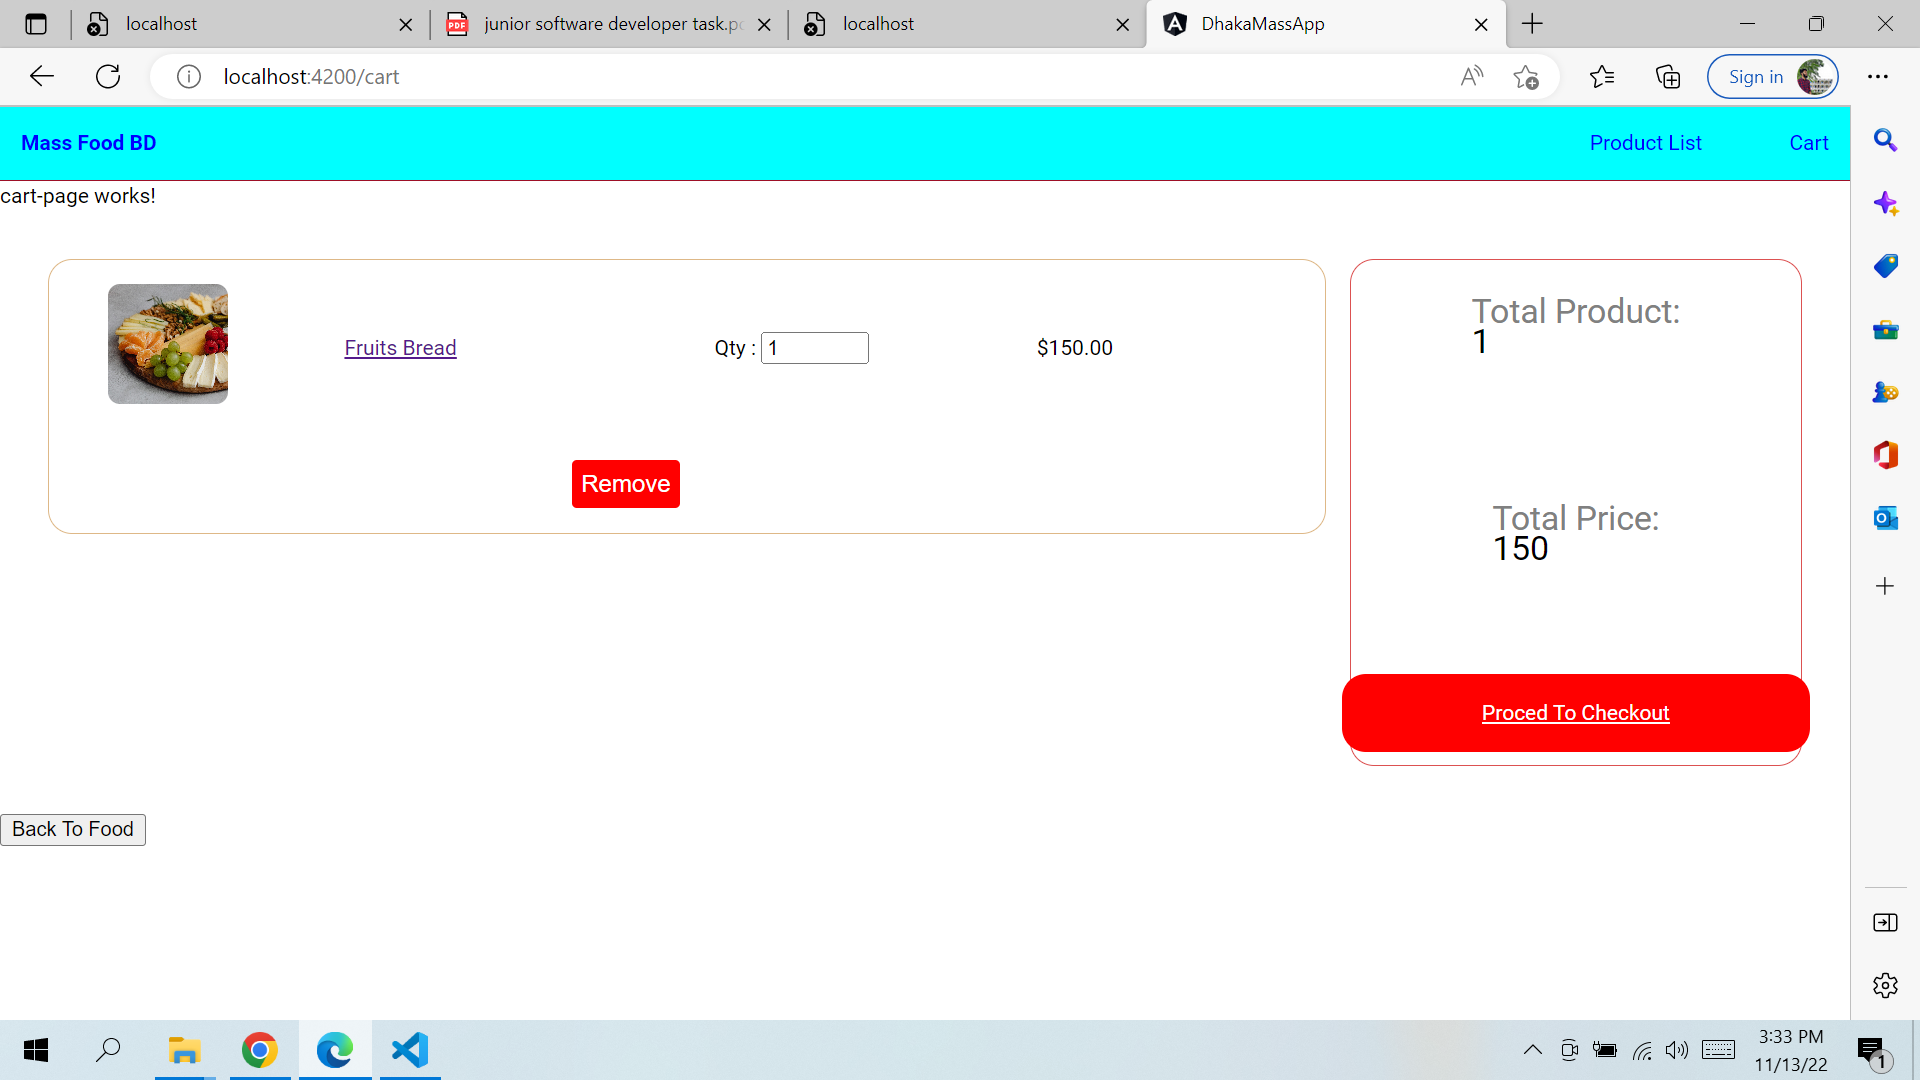 localhost
junior software developer task.p
localhost
DhakaMassApp
localhost:4200/cart
Sign in
Mass Food BD
Product List
Cart
cart-page works!
Fruits Bread
Qty : 1
$150.00
Remove
Total Product:
1
Total Price:
150
Proced To Checkout
Back To Food
3:33 PM
11/13/22
1